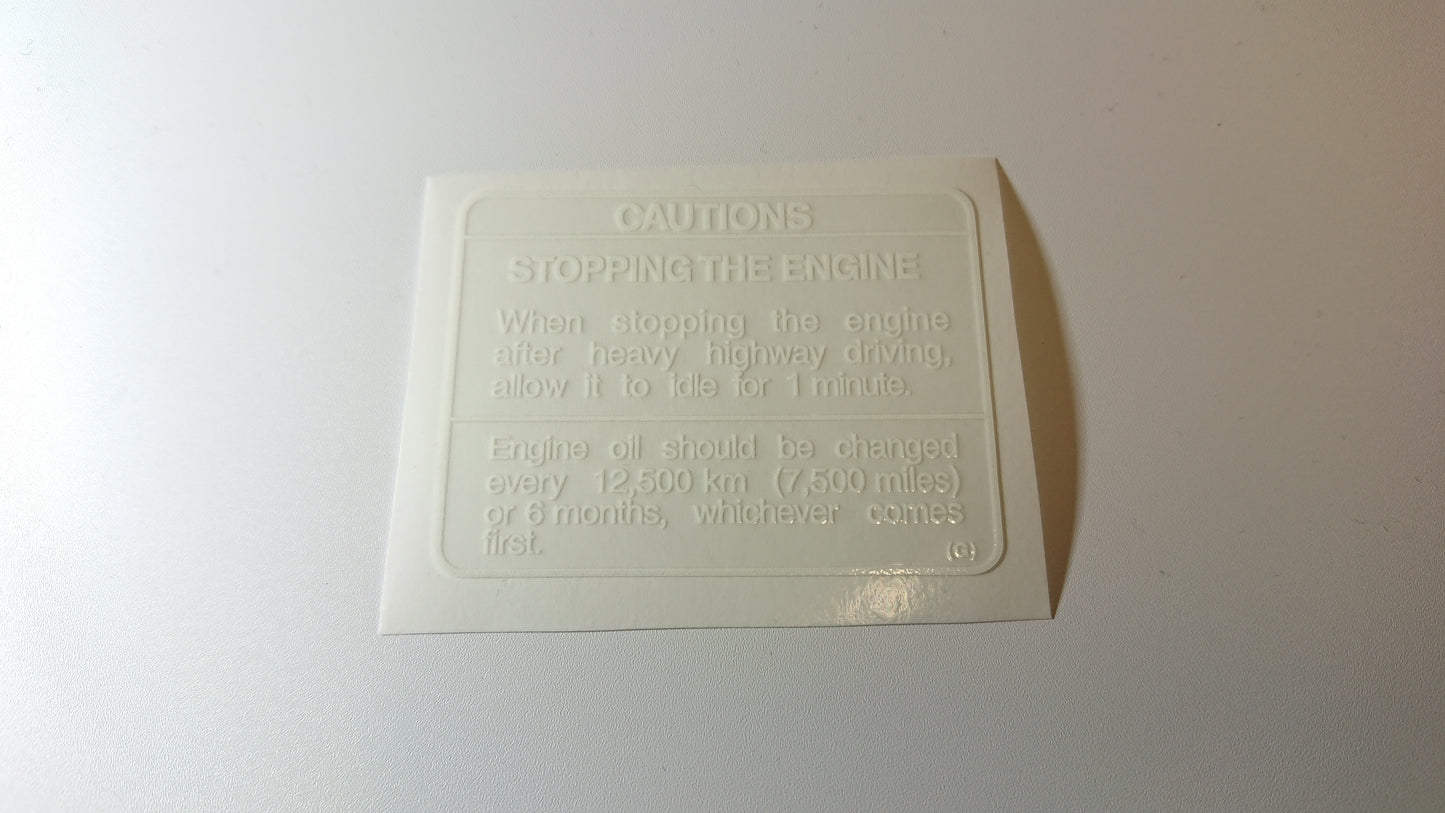 CAUTIONS
STOPPING THE ENGINE
When stopping the engine
after heavy highway driving,
allow it to idle for 1 minute.
Engine oil should be changed
every 12,500 km (7,500 miles)
or 6 months, whichever comes
first.
(G)